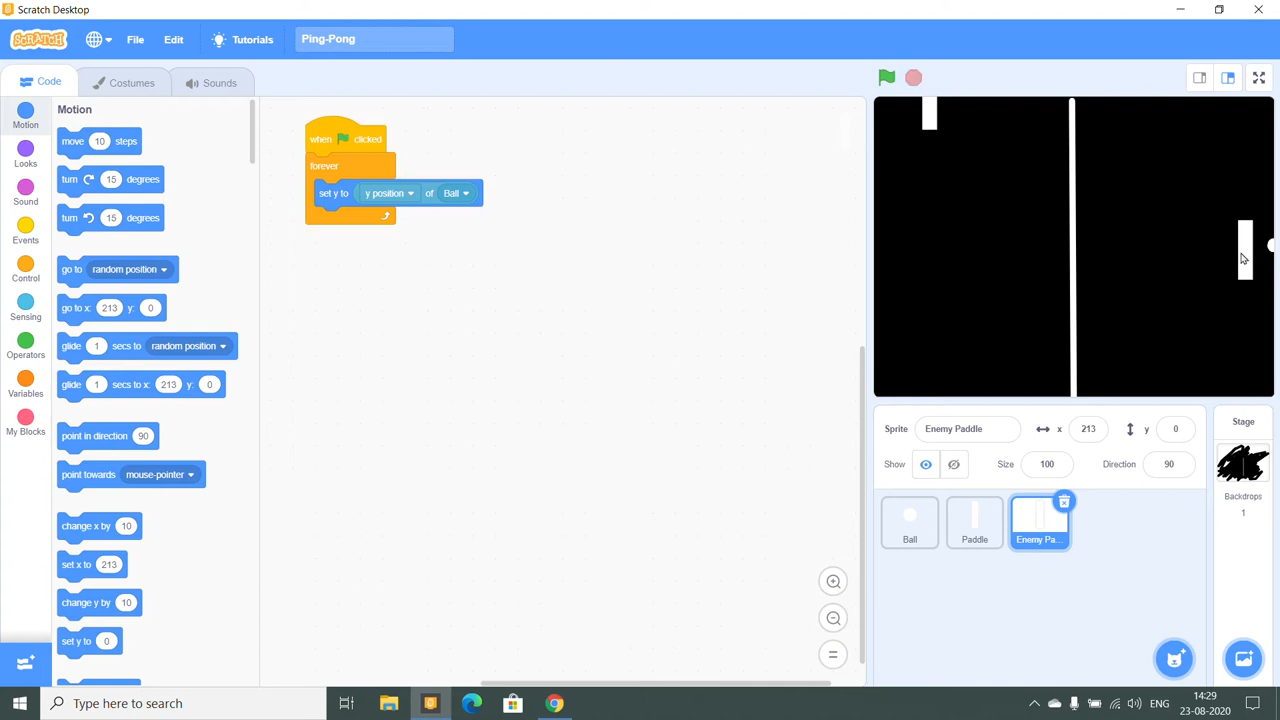 Scratch Desktop
SCRATCH
File
Edit
Tutorials
Ping-Pong
Code
Costumes
Sounds
Motion
Looks
Sound
Events
Control
Sensing
Operators
Variables
My Blocks
Motion
move 10 steps
turn 15 degrees
turn 15 degrees
go to random position
go to x: 213 y: 0
glide 1 secs to random position
glide 1 secs to x: 213 y: 0
point in direction 90
point towards mouse-pointer
change x by 10
set x to 213
change y by 10
set y to 0
when clicked
forever
set y to y position of Ball
Sprite Enemy Paddle x 213 y 0
Show Size 100 Direction 90
Ball
Paddle
Enemy Pa...
Stage
Backdrops
1
Type here to search
ENG
14:29
23-08-2020